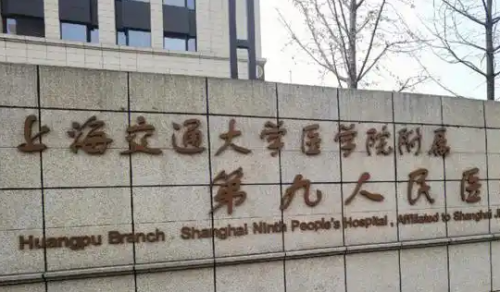 上海交通大学医学院附属
第九人民医
Huangpu Branch · Shanghai Ninth People's Hospital, Affiliated to Shanghai